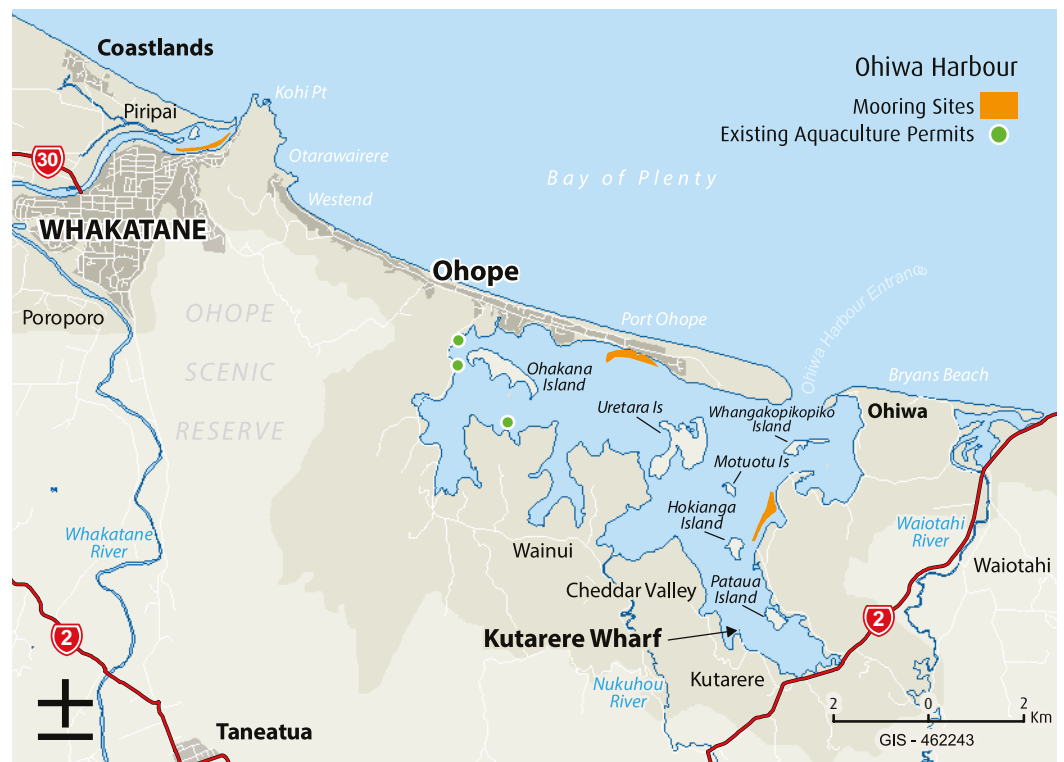 Coastlands
Kohi Pt
Ohiwa Harbour
Mooring Sites
Existing Aquaculture Permits
Piripai
30
Otarawairere
Bay of Plenty
Westend
WHAKATANE
Ohope
Ohiwa Harbour Entrance
Poroporo
OHOPE
SCENIC
RESERVE
Port Ohope
Ohakana
Island
Bryans Beach
Uretara Is
Whangakopikopiko
Island
Ohiwa
Motuotu Is
Hokianga
Island
Whakatane
River
Waiotahi
River
Wainui
Waiotahi
Cheddar Valley
Pataua
Island
2
2
Kutarere Wharf
Kutarere
Nukuhou
River
Taneatua
2 0 2
Km
GIS - 462243